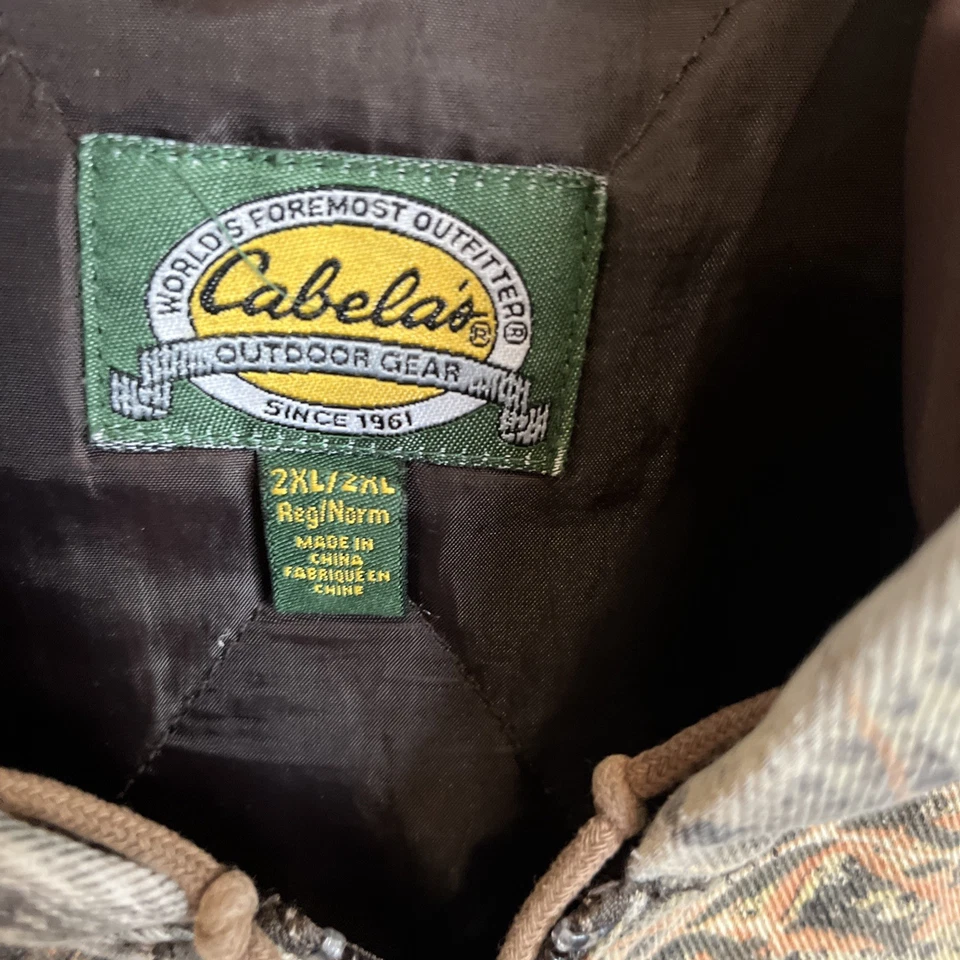 WORLD'S FOREMOST OUTFITTER®
Cabela's®
OUTDOOR GEAR
SINCE 1961
2XL/2XL
Reg/Norm
MADE IN
CHINA
FABRIQUÉ EN
CHINE